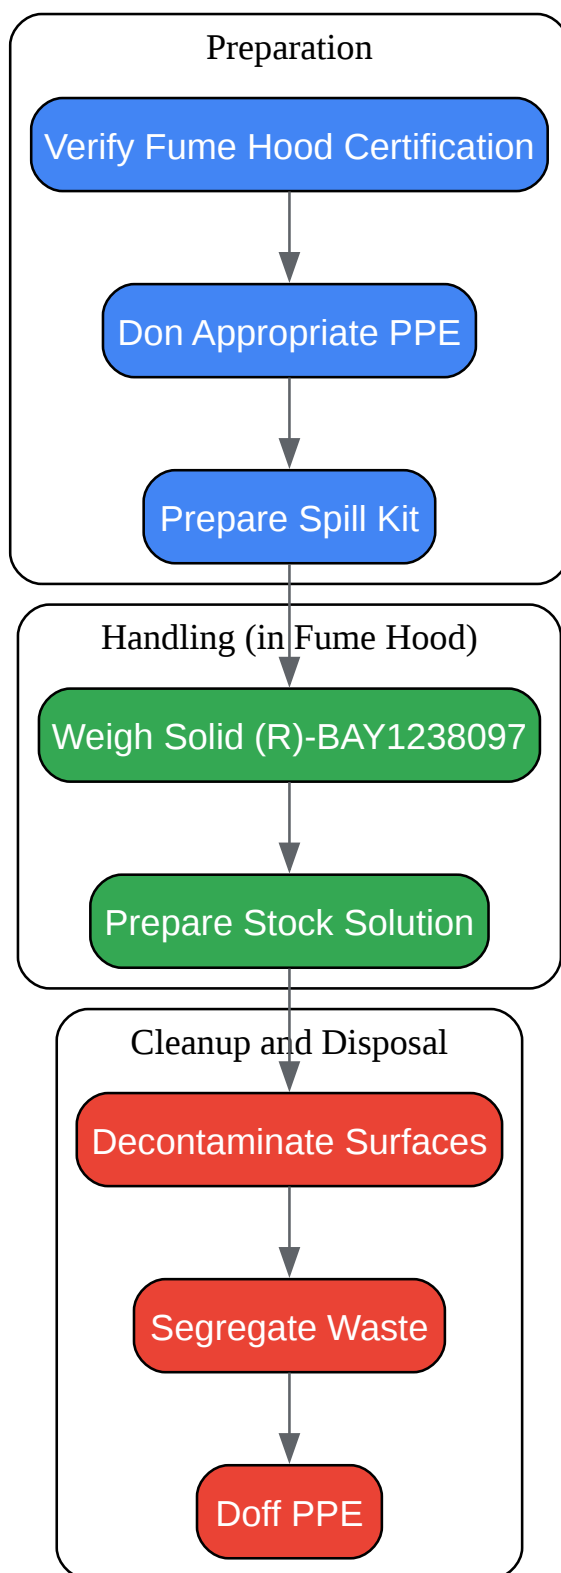 Preparation
Verify Fume Hood Certification
Don Appropriate PPE
Prepare Spill Kit
Handling (in Fume Hood)
Weigh Solid (R)-BAY1238097
Prepare Stock Solution
Cleanup and Disposal
Decontaminate Surfaces
Segregate Waste
Doff PPE